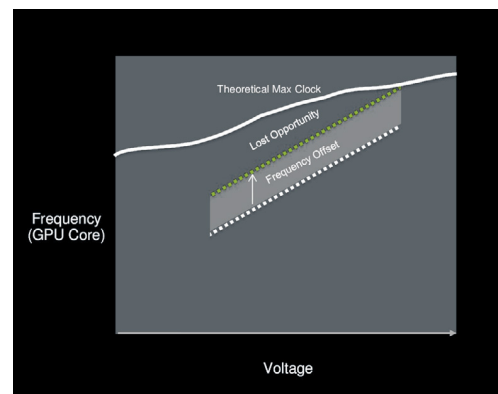 Theoretical Max Clock
Lost Opportunity
Frequency Offset
Frequency
(GPU Core)
Voltage